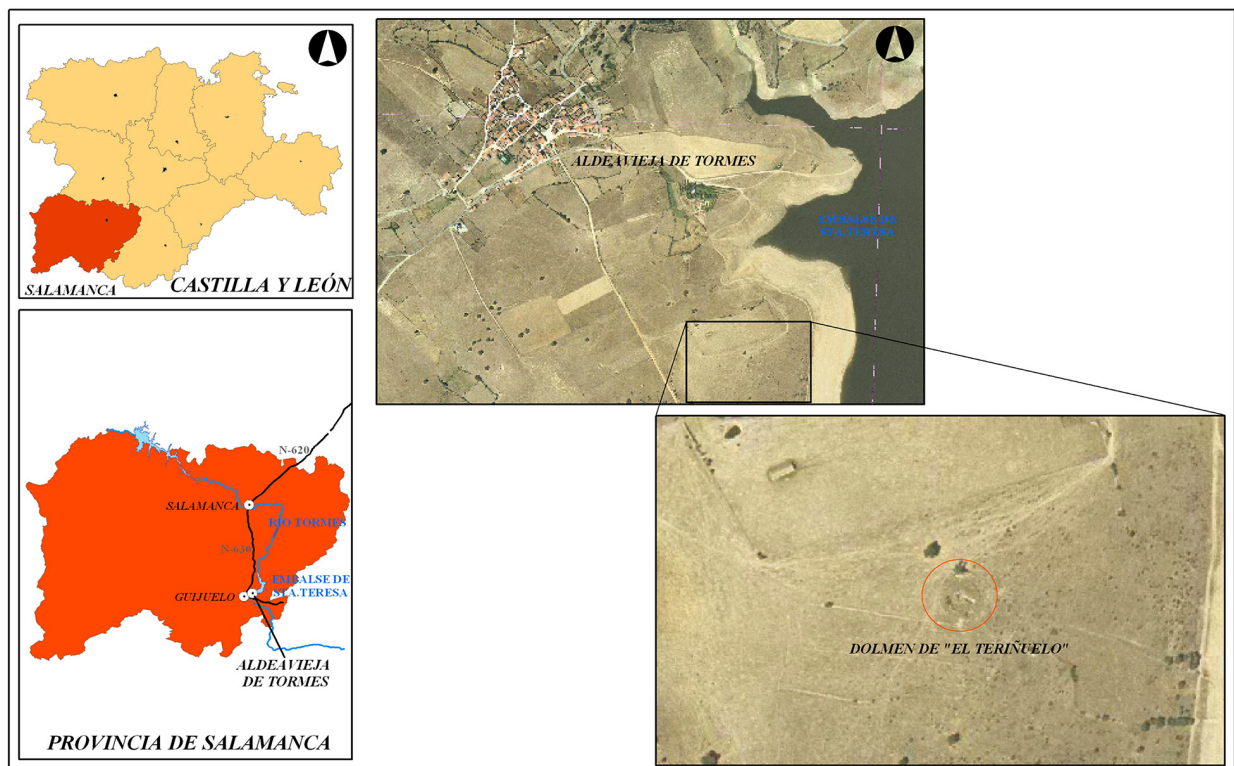 SALAMANCA
CASTILLA Y LEÓN
ALDEAVIEJA DE TORMES
EMBALSE DE
STA.TERESA
N-620
SALAMANCA
RIO TORMES
N-630
EMBALSE DE
STA.TERESA
GUIJUELO
ALDEAVIEJA
DE TORMES
PROVINCIA DE SALAMANCA
DOLMEN DE "EL TERIÑUELO"